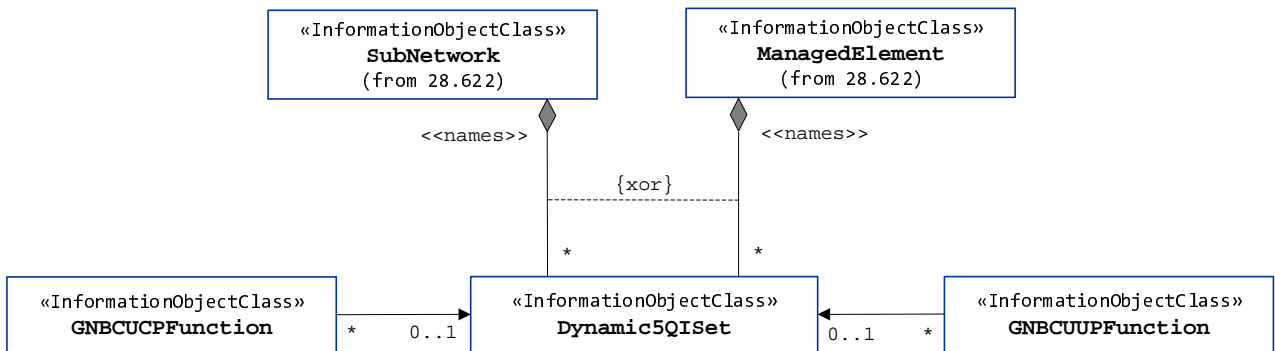 «InformationObjectClass»
SubNetwork
(from 28.622)
«InformationObjectClass»
ManagedElement
(from 28.622)
<<names>>
<<names>>
{xor}
*
*
«InformationObjectClass»
GNBCUCPFunction
*
0..1
«InformationObjectClass»
Dynamic5QISet
0..1
*
«InformationObjectClass»
GNBCUUPFunction